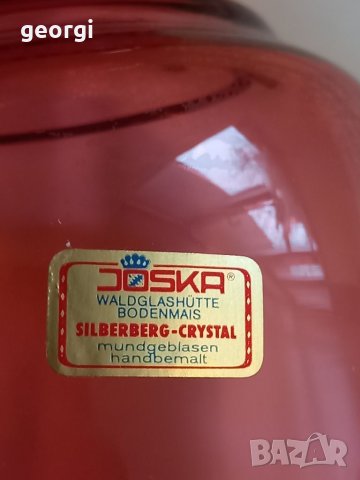 georgi
JOSKA®
WALDGLASHÜTTE
BODENMAIS
SILBERBERG-CRYSTAL
mundgeblasen
handbemalt
BAZAR